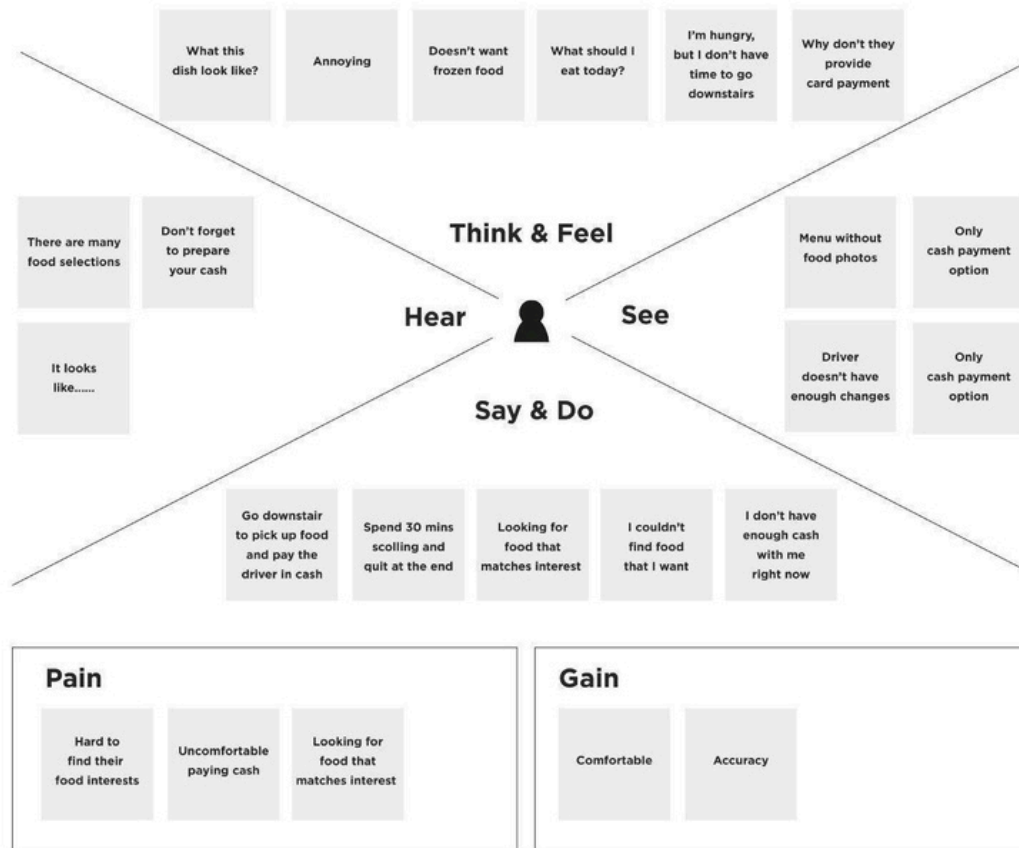 What this
dish look like?
Annoying
Doesn't want
frozen food
What should I
eat today?
I'm hungry,
but I don't have
time to go
downstairs
Why don't they
provide
card payment
Think & Feel
There are many
food selections
Don't forget
to prepare
your cash
It looks
like.......
Hear
See
Menu without
food photos
Only
cash payment
option
Driver
doesn't have
enough changes
Only
cash payment
option
Say & Do
Go downstair
to pick up food
and pay the
driver in cash
Spend 30 mins
scolling and
quit at the end
Looking for
food that
matches interest
I couldn't
find food
that I want
I don't have
enough cash
with me
right now
Pain
Hard to
find their
food interests
Uncomfortable
paying cash
Looking for
food that
matches interest
Gain
Comfortable
Accuracy